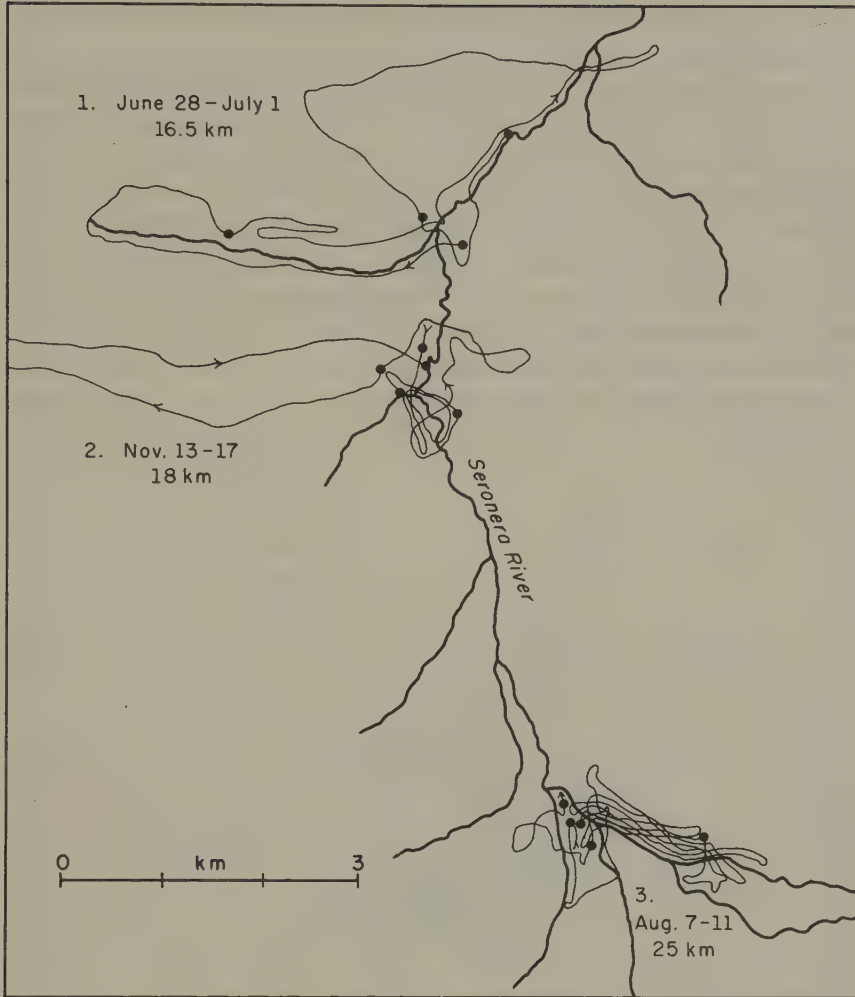 1. June 28-July 1
16.5 km
2. Nov. 13-17
18 km
Seronera River
0 km 3
3.
Aug. 7-11
25 km